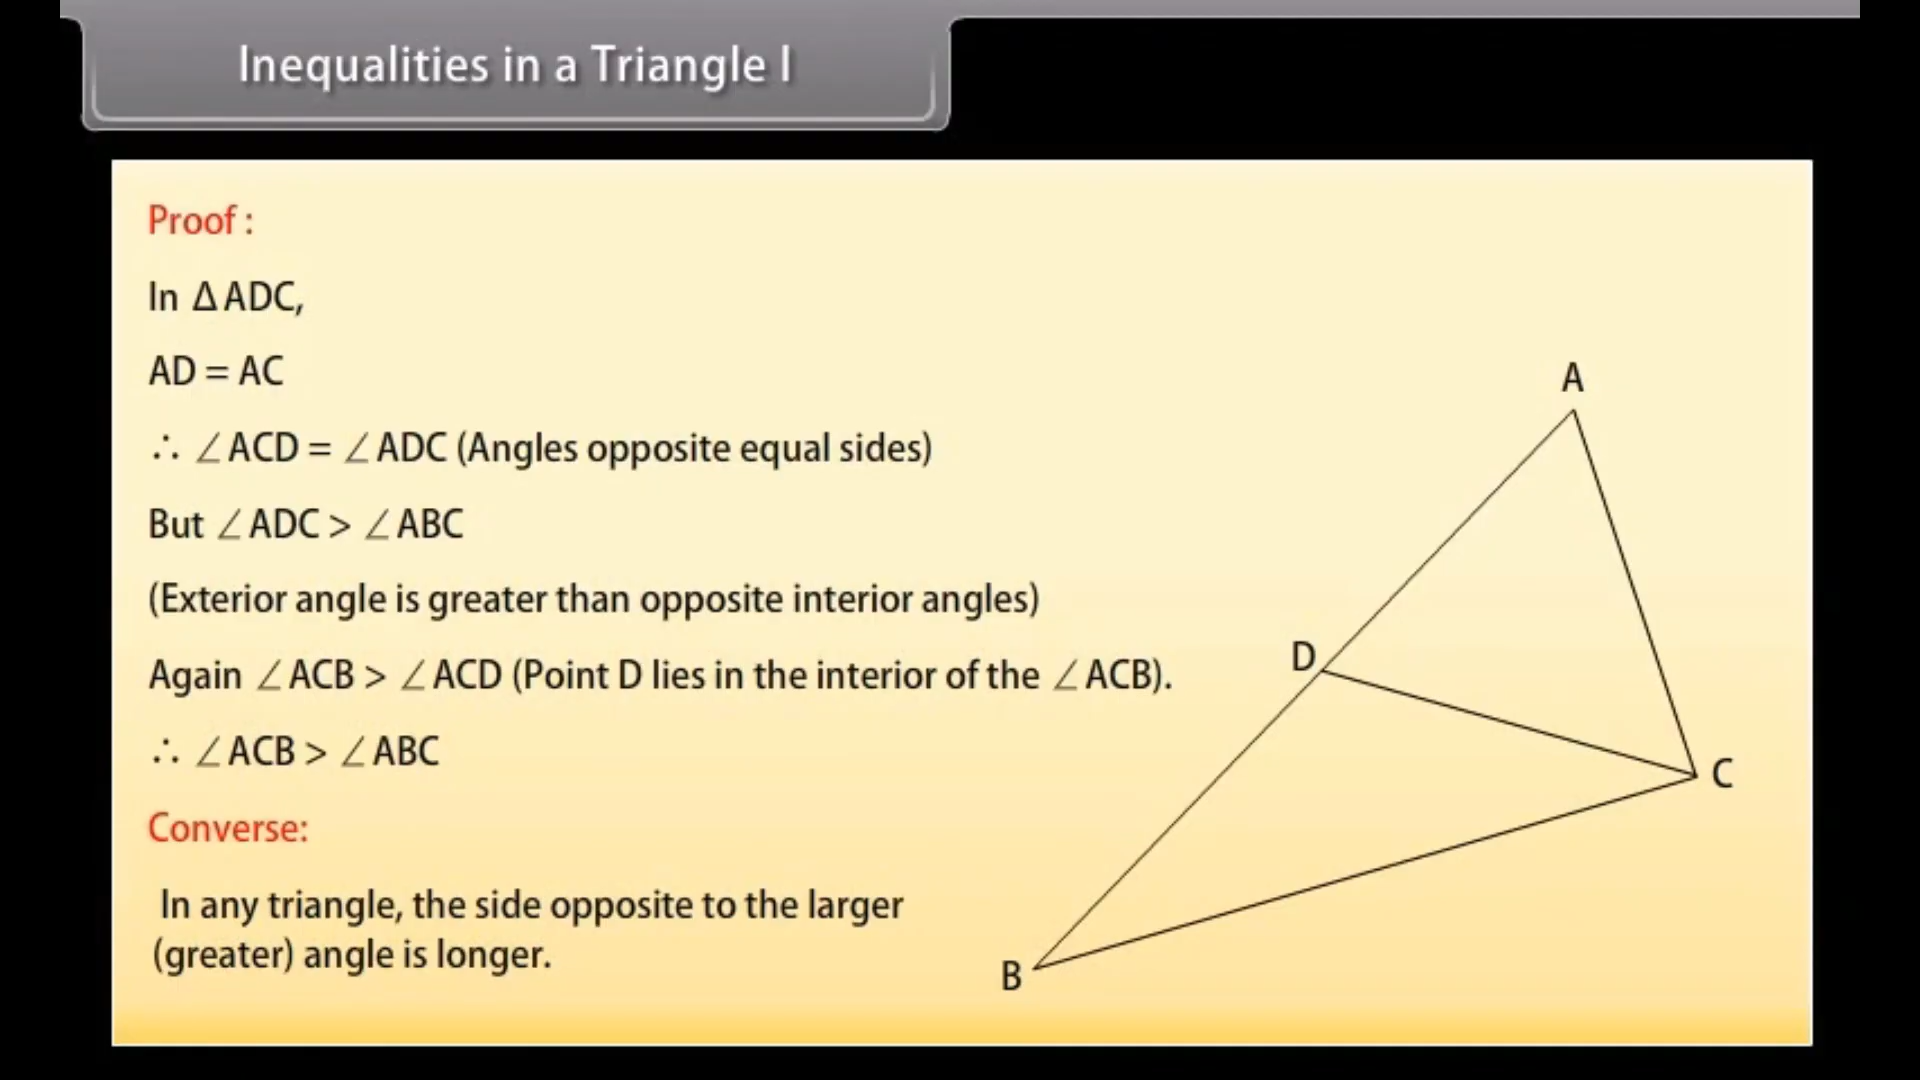 Inequalities in a Triangle I
Proof :
In Δ ADC,
AD = AC
∴ ∠ACD = ∠ADC (Angles opposite equal sides)
But ∠ADC > ∠ABC
(Exterior angle is greater than opposite interior angles)
Again ∠ACB > ∠ACD (Point D lies in the interior of the ∠ACB).
∴ ∠ACB > ∠ABC
Converse:
In any triangle, the side opposite to the larger
(greater) angle is longer.
A
D
C
B